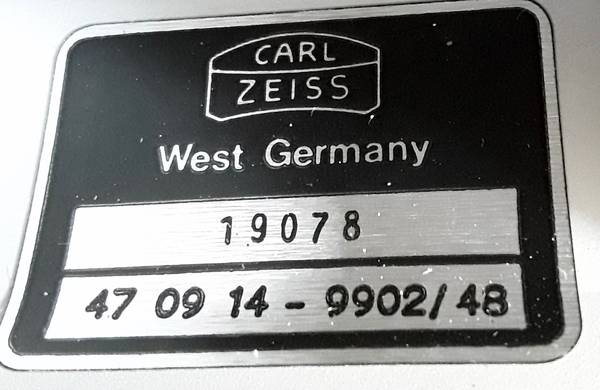 CARL
ZEISS
West Germany
19078
47 09 14 - 9902/48